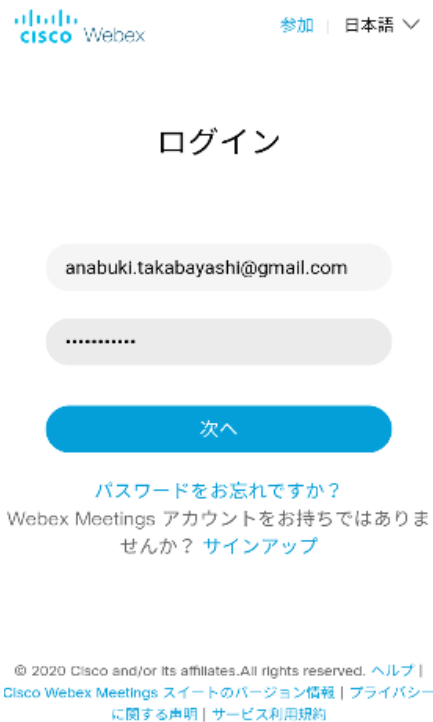 CISCO Webex
参加 | 日本語
ログイン
anabuki.takabayashi@gmail.com
•••••••••••
次へ
パスワードをお忘れですか？
Webex Meetings アカウントをお持ちではありま
せんか？ サインアップ
© 2020 Cisco and/or its affiliates.All rights reserved. ヘルプ |
Cisco Webex Meetings スイートのバージョン情報 | プライバシー
に関する声明 | サービス利用規約